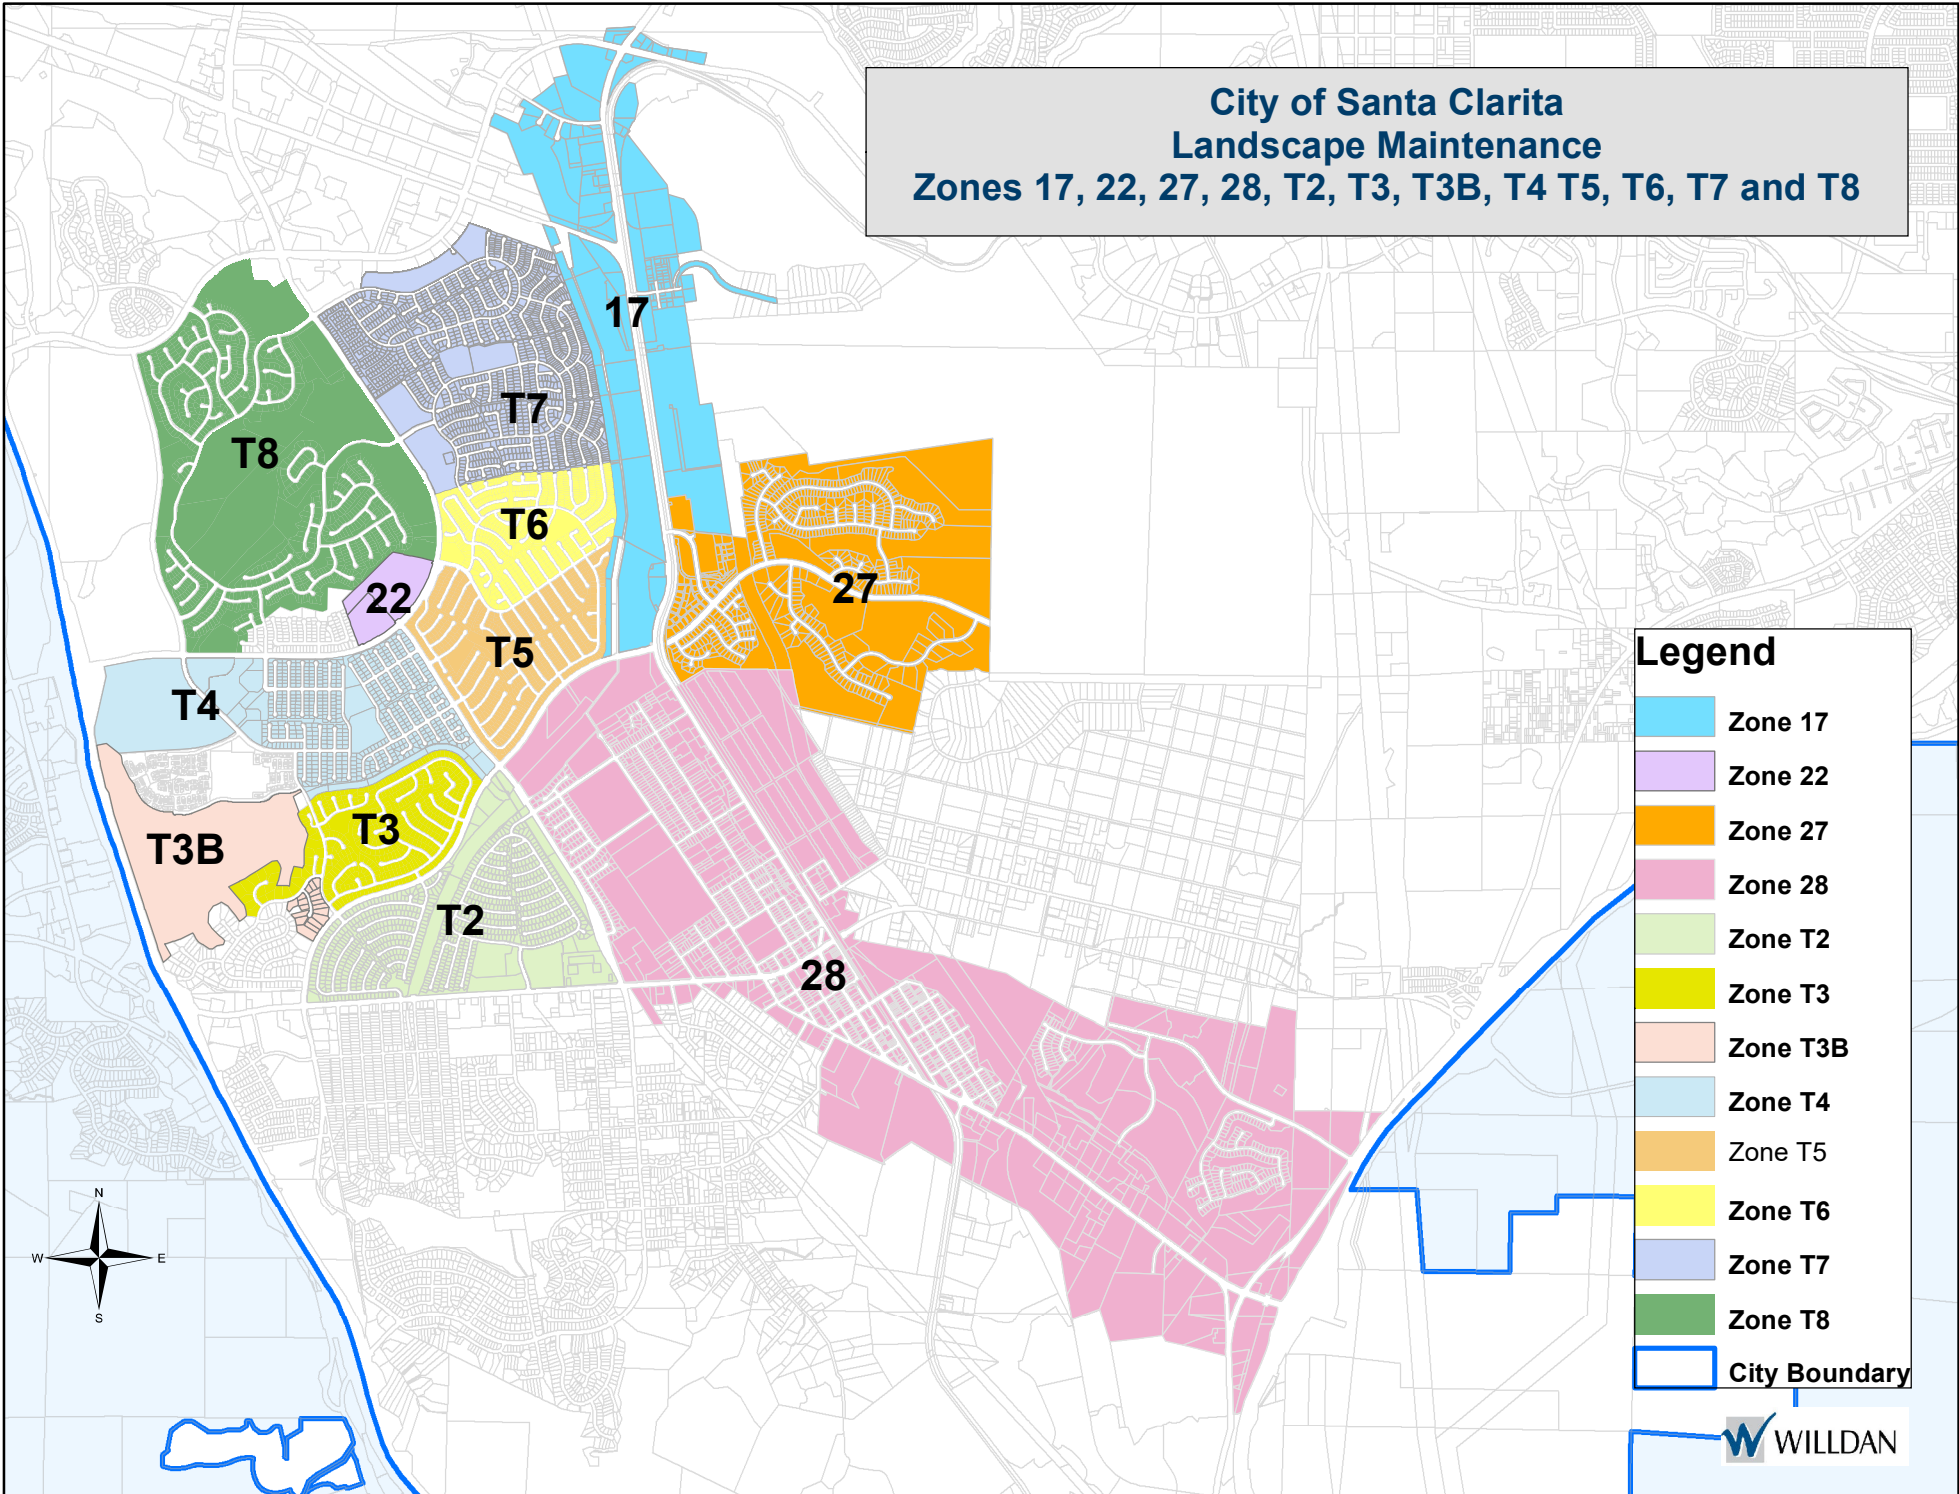 City of Santa Clarita
Landscape Maintenance
Zones 17, 22, 27, 28, T2, T3, T3B, T4 T5, T6, T7 and T8
17
T7
T8
T6
27
22
T5
T4
T3
T3B
T2
28
Legend
Zone 17
Zone 22
Zone 27
Zone 28
Zone T2
Zone T3
Zone T3B
Zone T4
Zone T5
Zone T6
Zone T7
Zone T8
City Boundary
N
W E
S
WILLDAN